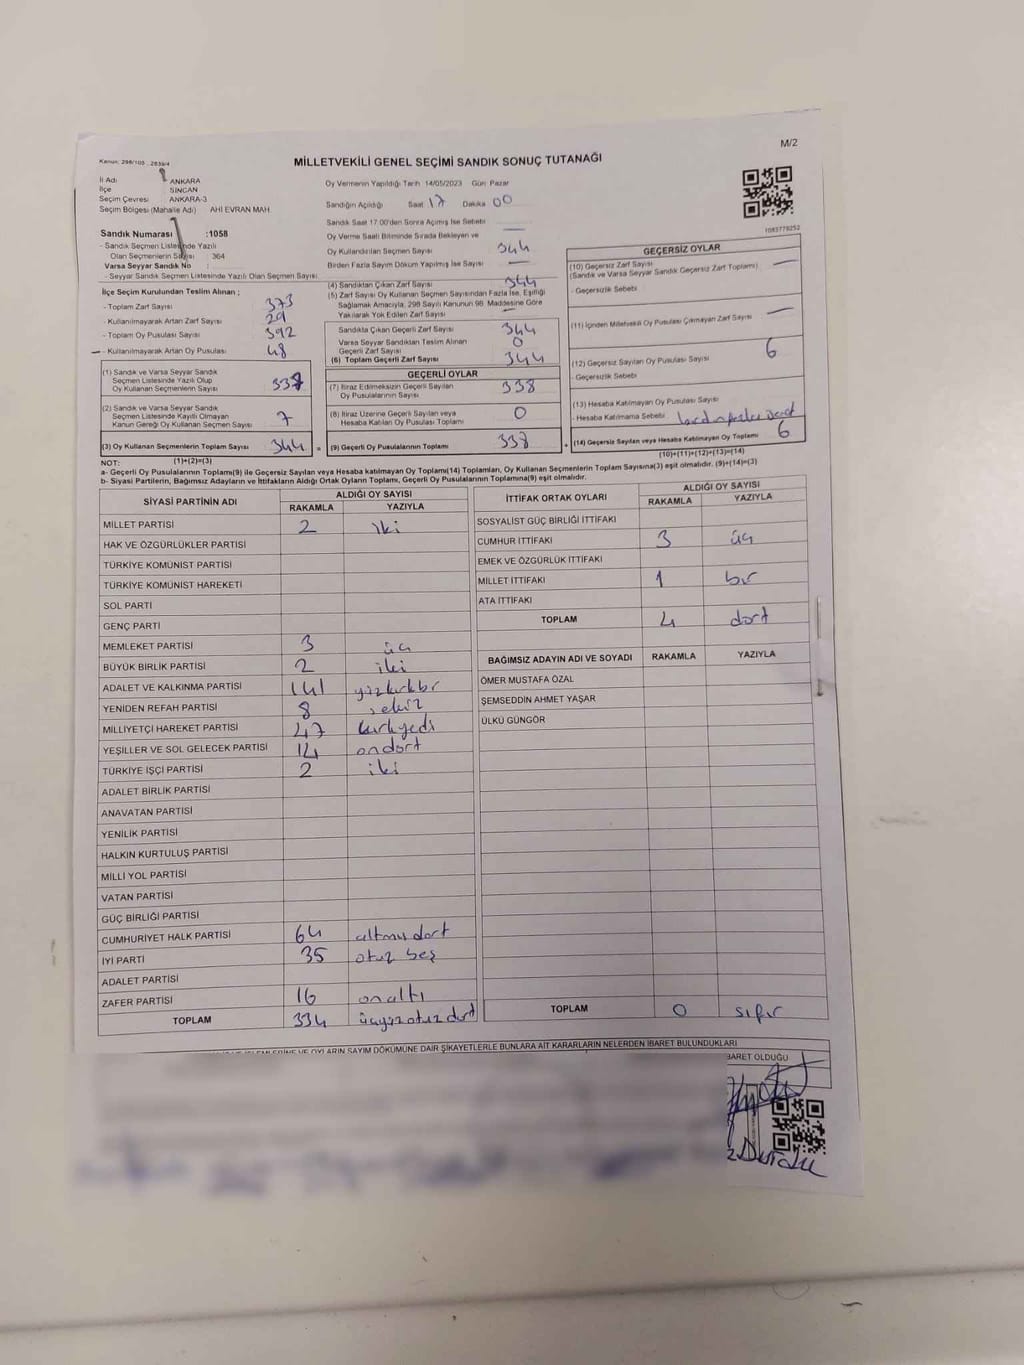 M/2
Kanun; 298/105 , 2839/4
MİLLETVEKİLİ GENEL SEÇİMİ SANDIK SONUÇ TUTANAĞI
İl Adı : ANKARA
İlçe SİNCAN
Seçim Çevresi ANKARA-3
Seçim Bölgesi (Mahalle Adı) AHİ EVRAN MAH.
Sandık Numarası :1058
- Sandık Seçmen Listesinde Yazılı
Olan Seçmenlerin Sayısı 364
Varsa Seyyar Sandık No :
- Seyyar Sandık Seçmen Listesinde Yazılı Olan Seçmen Sayısı
Oy Vermenin Yapıldığı Tarih 14/05/2023 Gün Pazar
Sandığın Açıldığı Saat 17 Dakika 00
Sandık Saat 17.00'den Sonra Açılmış İse Sebebi
Oy Verme Saati Bitiminde Sırada Bekleyen ve
Oy Kullandırılan Seçmen Sayısı 344
Birden Fazla Sayım Döküm Yapılmış İse Sayısı —
1083778252
İlçe Seçim Kurulundan Teslim Alınan ;
- Toplam Zarf Sayısı 373
- Kullanılmayarak Artan Zarf Sayısı 29
- Toplam Oy Pusulası Sayısı 392
- Kullanılmayarak Artan Oy Pusulası 48
(1) Sandık ve Varsa Seyyar Sandık
Seçmen Listesinde Yazılı Olup
Oy Kullanan Seçmenlerin Sayısı 337
(2) Sandık ve Varsa Seyyar Sandık
Seçmen Listesinde Kayıtlı Olmayan
Kanun Gereği Oy Kullanan Seçmen Sayısı 7
(3) Oy Kullanan Seçmenlerin Toplam Sayısı 344 =
(1)+(2)=(3)
(4) Sandıktan Çıkan Zarf Sayısı 344
(5) Zarf Sayısı Oy Kullanan Seçmen Sayısından Fazla İse, Eşitliği
Sağlamak Amacıyla, 298 Sayılı Kanunun 98. Maddesine Göre
Yakılarak Yok Edilen Zarf Sayısı —
Sandıkta Çıkan Geçerli Zarf Sayısı 344
Varsa Seyyar Sandıktan Teslim Alınan
Geçerli Zarf Sayısı 0
(6) Toplam Geçerli Zarf Sayısı 344
GEÇERLİ OYLAR
(7) İtiraz Edilmeksizin Geçerli Sayılan
Oy Pusulalarının Sayısı 338
(8) İtiraz Üzerine Geçerli Sayılan veya
Hesaba Katılan Oy Pusulası Sayısı 0
(9) Geçerli Oy Pusulalarının Toplamı 338 +
GEÇERSİZ OYLAR
(10) Geçersiz Zarf Sayısı
(Sandık ve Varsa Seyyar Sandık Geçersiz Zarf Toplamı) —
- Geçersizlik Sebebi
(11) İçinden Milletvekili Oy Pusulası Çıkmayan Zarf Sayısı —
(12) Geçersiz Sayılan Oy Pusulası Sayısı 6
- Geçersizlik Sebebi
(13) Hesaba Katılmayan Oy Pusulası Sayısı
- Hesaba Katılmama Sebebi
(14) Geçersiz Sayılan veya Hesaba Katılmayan Oy Toplamı 6
(10)+(11)+(12)+(13)=(14)
NOT:
a- Geçerli Oy Pusulalarının Toplamı(9) ile Geçersiz Sayılan veya Hesaba katılmayan Oy Toplamı(14) Toplamları, Oy Kullanan Seçmenlerin Toplam Sayısına(3) eşit olmalıdır. (9)+(14)=(3)
b- Siyasi Partilerin, Bağımsız Adayların ve İttifakların Aldığı Ortak Oyların Toplamı, Geçerli Oy Pusulalarının Toplamına(9) eşit olmalıdır.
SİYASİ PARTİNİN ADI ALDIĞI OY SAYISI
RAKAMLA YAZIYLA
MİLLET PARTİSİ 2 iki
HAK VE ÖZGÜRLÜKLER PARTİSİ
TÜRKİYE KOMÜNİST PARTİSİ
TÜRKİYE KOMÜNİST HAREKETİ
SOL PARTİ
GENÇ PARTİ
MEMLEKET PARTİSİ 3 üç
BÜYÜK BİRLİK PARTİSİ 2 iki
ADALET VE KALKINMA PARTİSİ 141 yüzkırkbir
YENİDEN REFAH PARTİSİ 8 sekiz
MİLLİYETÇİ HAREKET PARTİSİ 47 kırkyedi
YEŞİLLER VE SOL GELECEK PARTİSİ 14 ondört
TÜRKİYE İŞÇİ PARTİSİ 2 iki
ADALET BİRLİK PARTİSİ
ANAVATAN PARTİSİ
YENİLİK PARTİSİ
HALKIN KURTULUŞ PARTİSİ
MİLLİ YOL PARTİSİ
VATAN PARTİSİ
GÜÇ BİRLİĞİ PARTİSİ
CUMHURİYET HALK PARTİSİ 64 altmış dört
İYİ PARTİ 35 otuz beş
ADALET PARTİSİ
ZAFER PARTİSİ 16 onaltı
TOPLAM 334 üçyüzotuz dört
İTTİFAK ORTAK OYLARI ALDIĞI OY SAYISI
RAKAMLA YAZIYLA
SOSYALİST GÜÇ BİRLİĞİ İTTİFAKI
CUMHUR İTTİFAKI 3 üç
EMEK VE ÖZGÜRLÜK İTTİFAKI
MİLLET İTTİFAKI 1 bir
ATA İTTİFAKI
TOPLAM 4 dört
BAĞIMSIZ ADAYIN ADI VE SOYADI RAKAMLA YAZIYLA
ÖMER MUSTAFA ÖZAL
ŞEMSEDDİN AHMET YAŞAR
ÜLKÜ GÜNGÖR
TOPLAM 0 sıfır
OYLARIN SAYIM DÖKÜMÜNE DAİR ŞİKAYETLERLE BUNLARA AİT KARARLARIN NELERDEN İBARET BULUNDUKLARI
BARET OLDUĞU